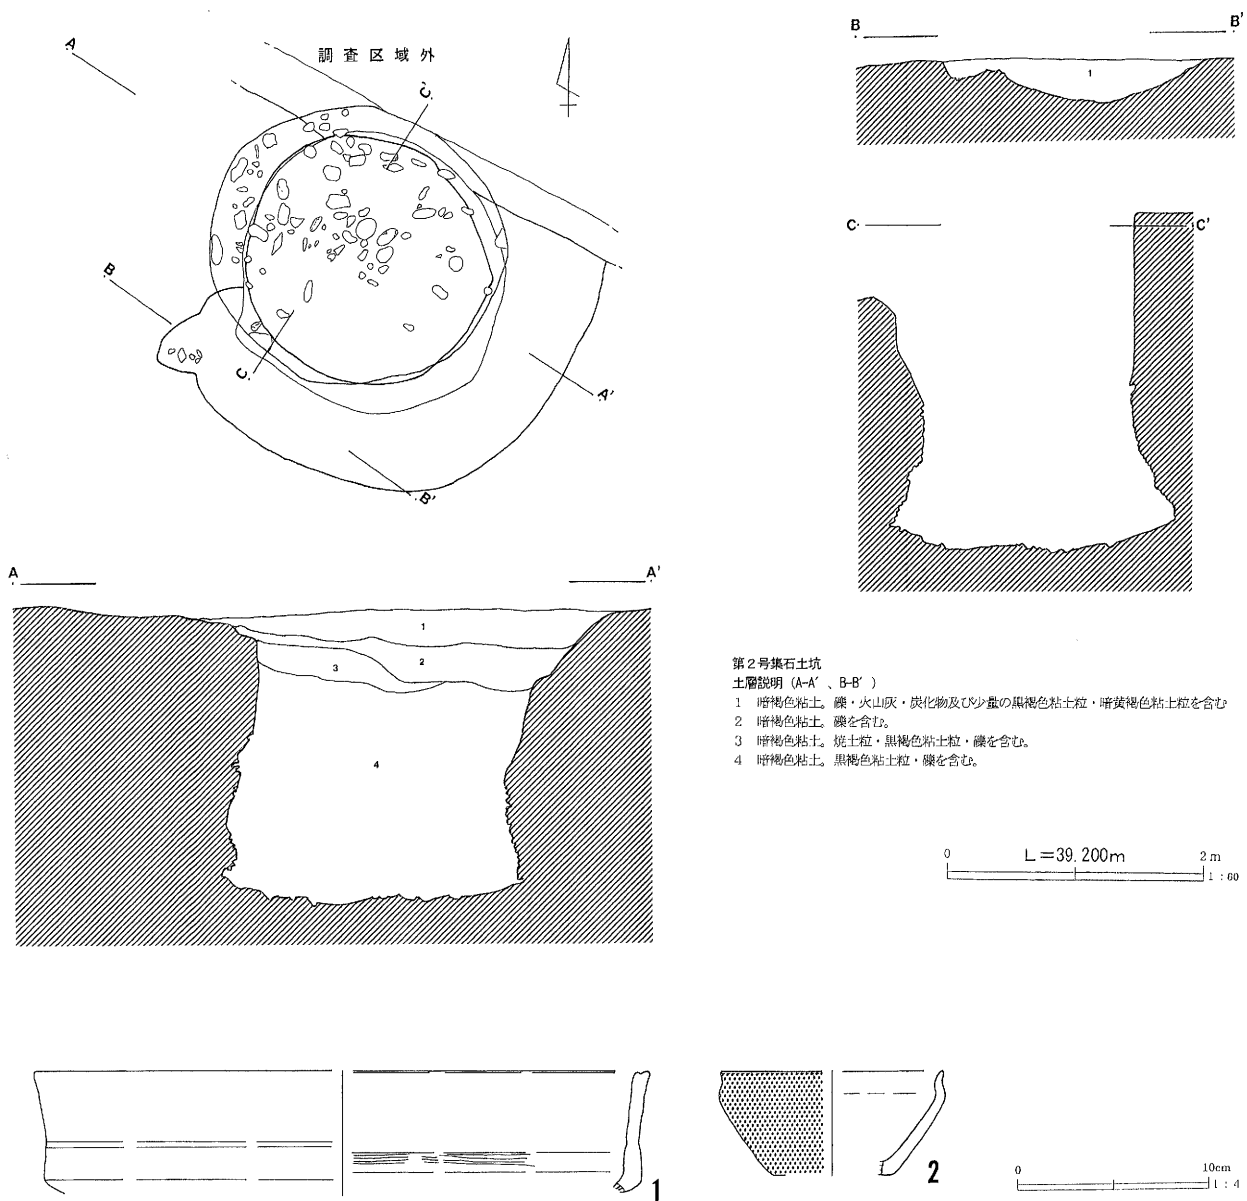 調査区域外
A
C'
B
C
A'
B'
B
B'
1
C
C'
A
A'
1
2
3
4
第2号集石土坑
土層説明(A-A′、B-B′)
1 暗褐色粘土。礫・火山灰・炭化物及び少量の黒褐色粘土粒・暗黄褐色粘土粒を含む
2 暗褐色粘土。礫を含む。
3 暗褐色粘土。焼土粒・黒褐色粘土粒・礫を含む。
4 暗褐色粘土。黒褐色粘土粒・礫を含む。
0 L=39.200m 2m
1:60
1
2
0 10cm
1:4